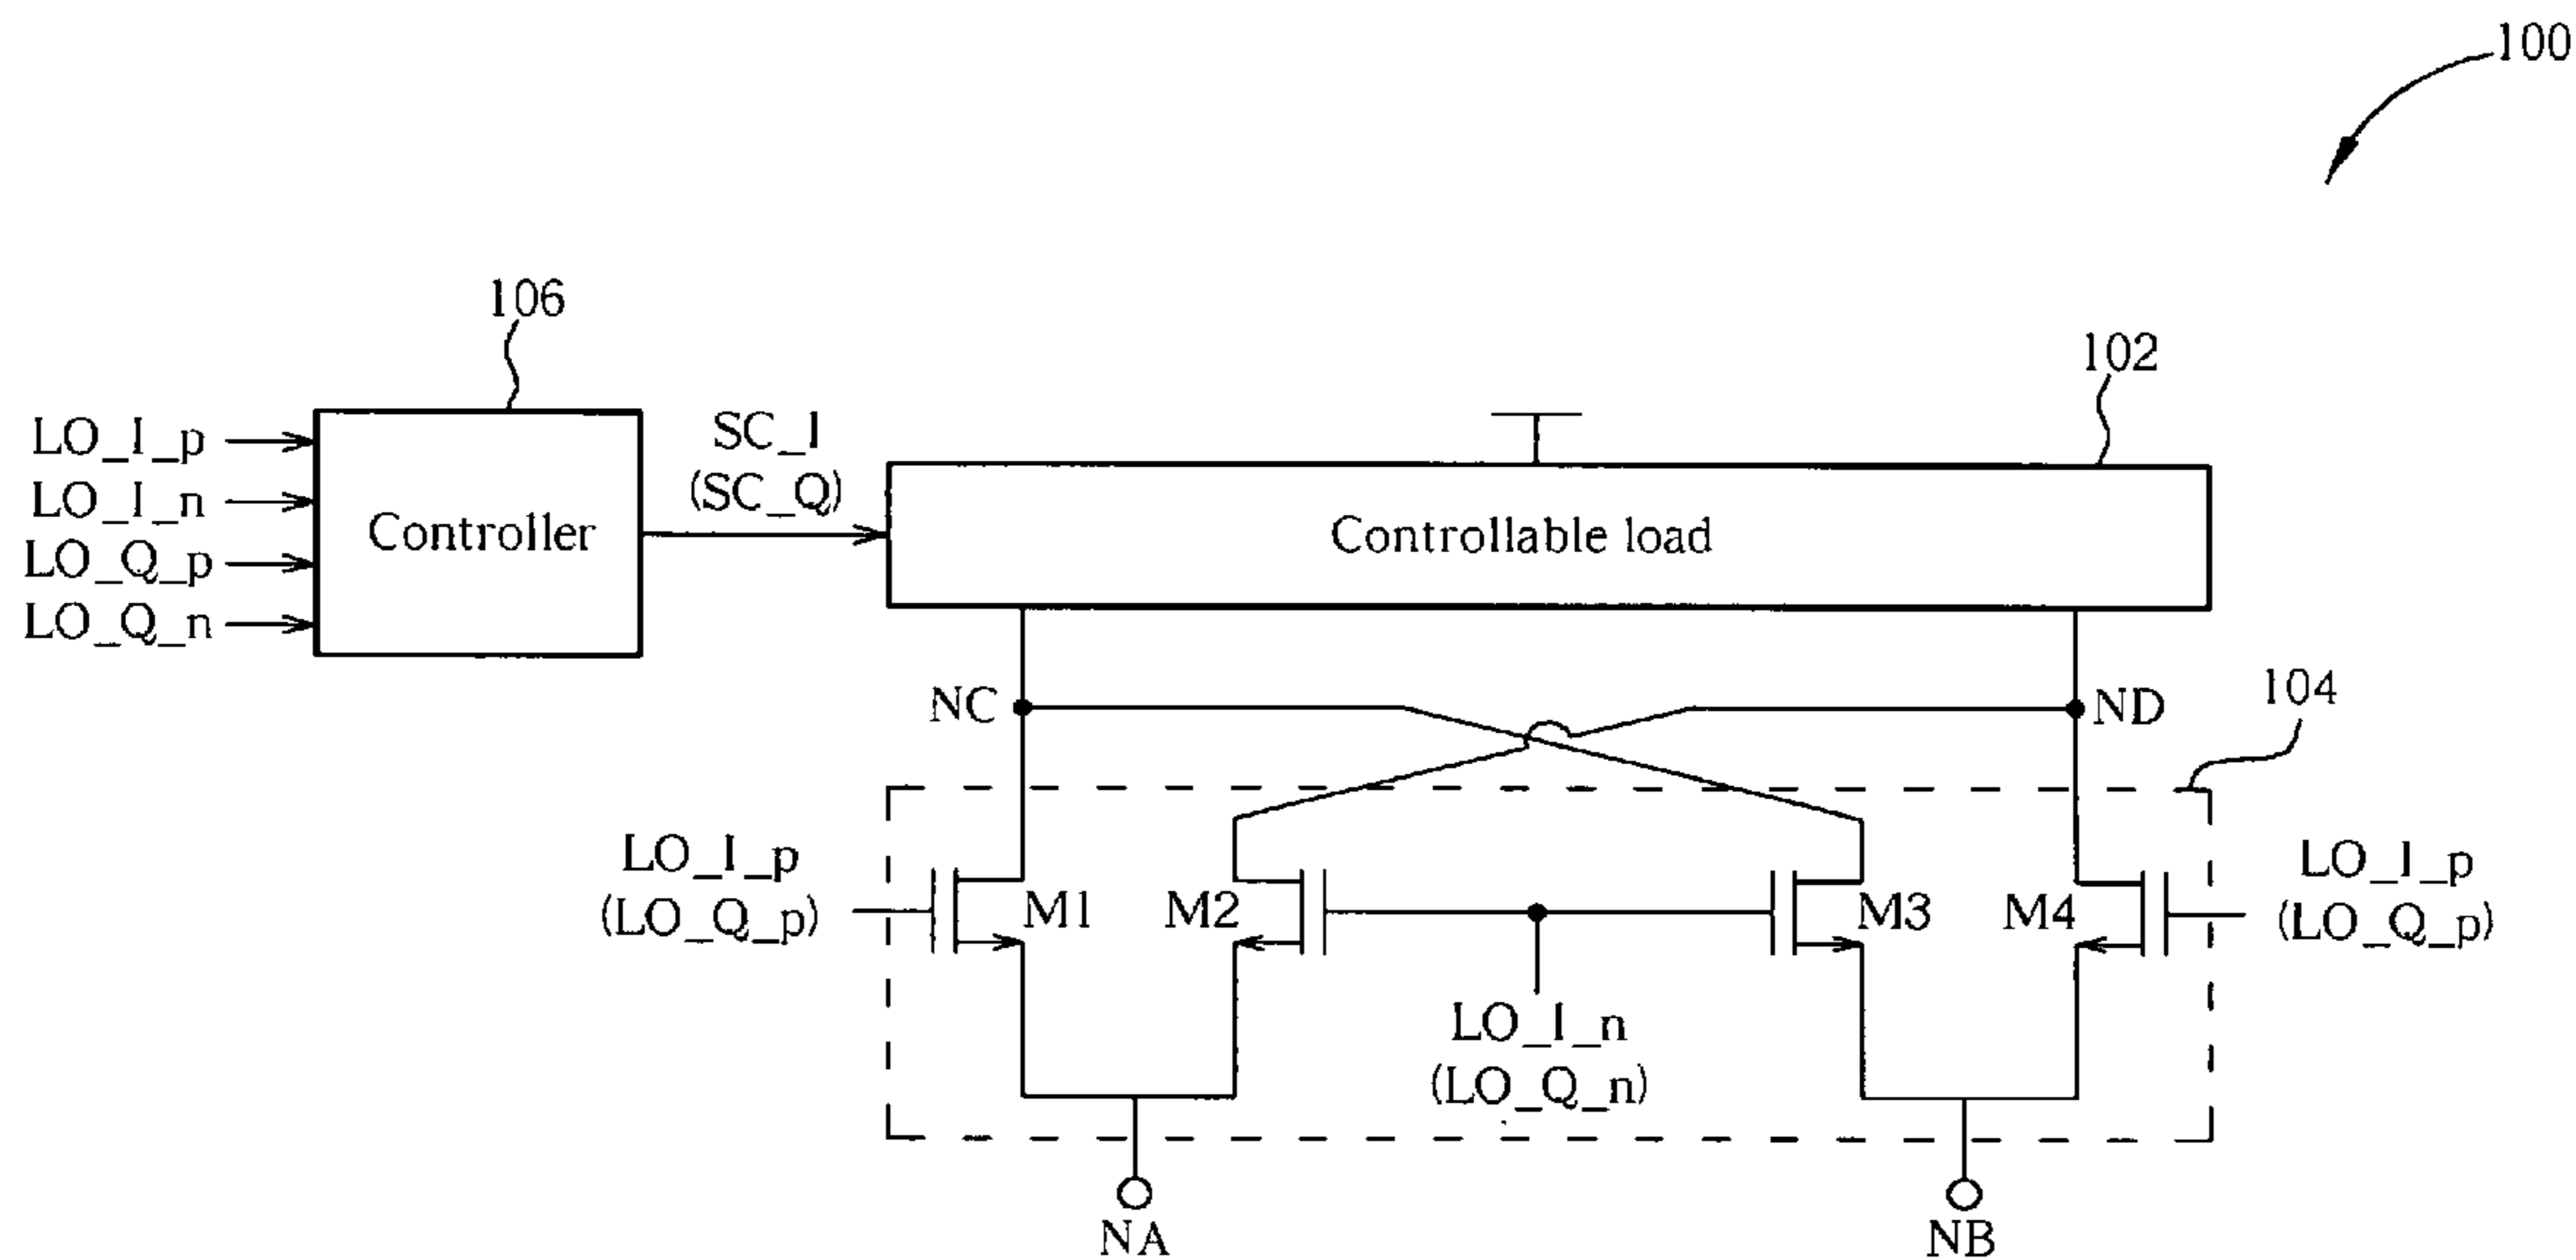 100
106
102
LO_I_p
LO_I_n
LO_Q_p
LO_Q_n
Controller
SC_I
(SC_Q)
Controllable load
NC
ND
104
LO_I_p
(LO_Q_p)
M1
M2
M3
M4
LO_I_p
(LO_Q_p)
LO_I_n
(LO_Q_n)
NA
NB